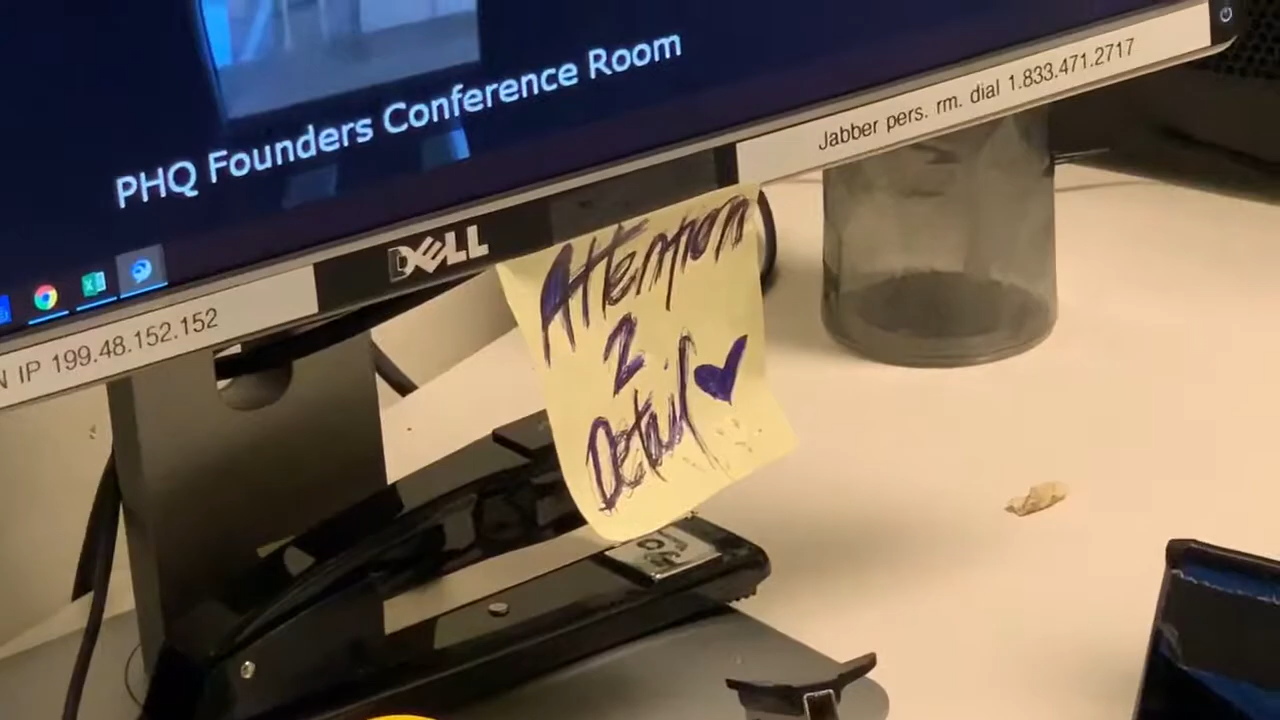 PHQ Founders Conference Room
Jabber pers. rm. dial 1.833.471.2717
DELL
IP 199.48.152.152
Attention
2
Detail